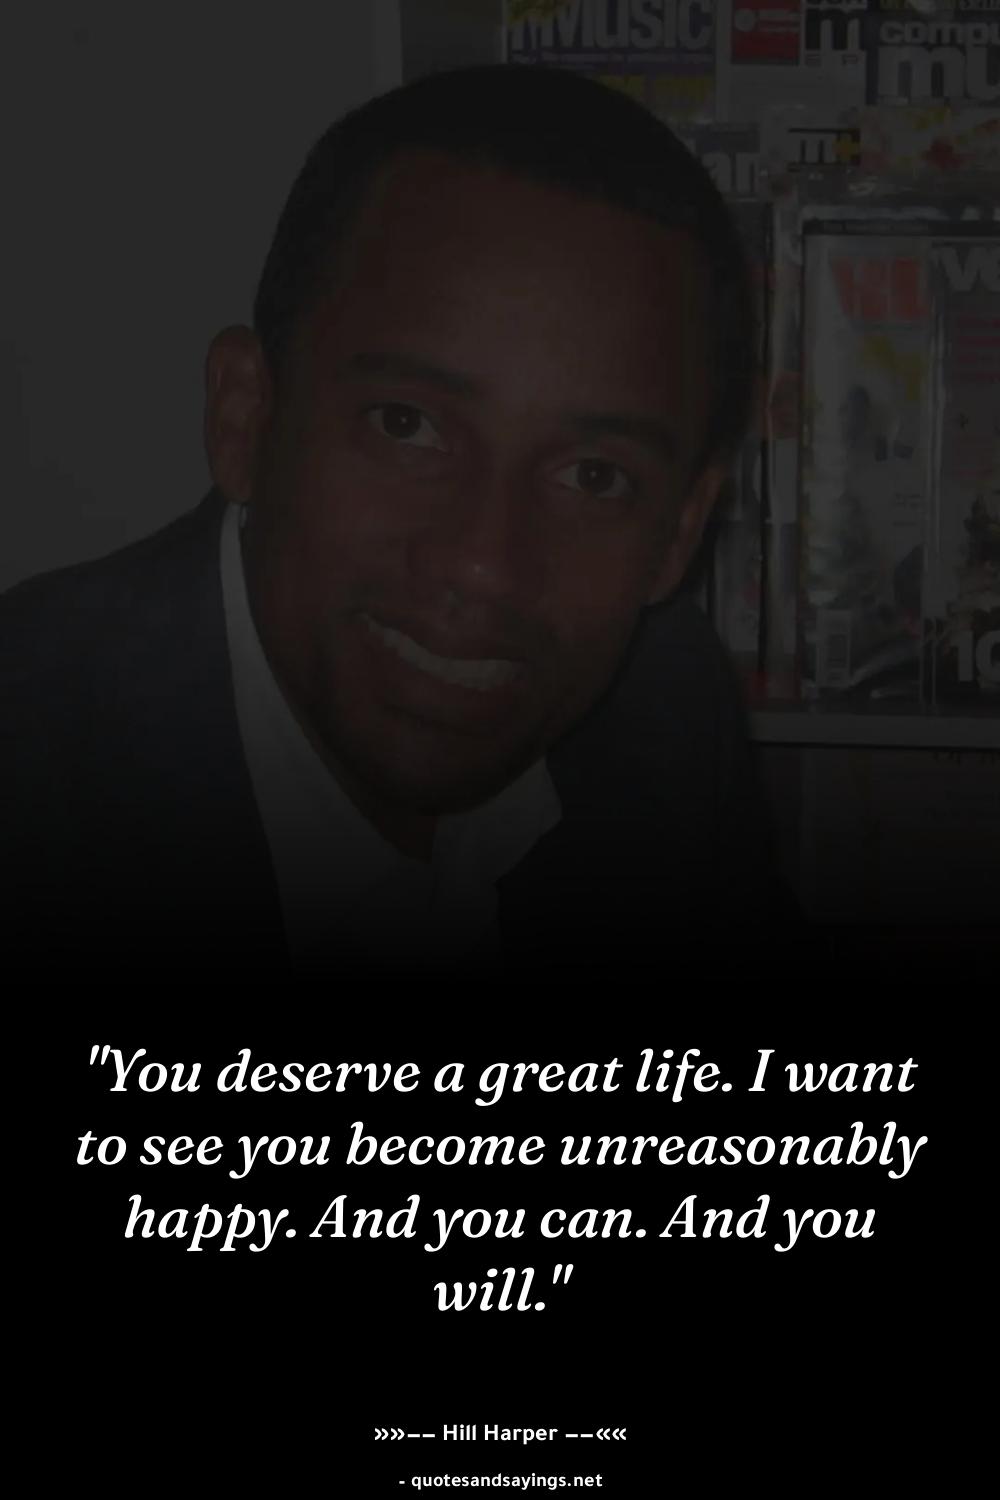 Music
"You deserve a great life. I want
to see you become unreasonably
happy. And you can. And you
will."
»»—— Hill Harper ——««
- quotesandsayings.net